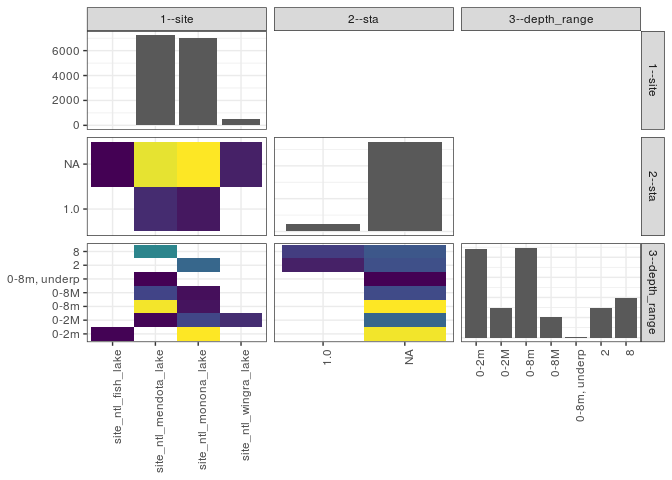 1--site
2--sta
3--depth_range
6000
4000
2000
0
1--site
NA
1.0
2--sta
8
2
0-8m, underp
0-8M
0-8m
0-2M
0-2m
3--depth_range
site_ntl_fish_lake
site_ntl_mendota_lake
site_ntl_monona_lake
site_ntl_wingra_lake
1.0
NA
0-2m
0-2M
0-8m
0-8M
0-8m, underp
2
8